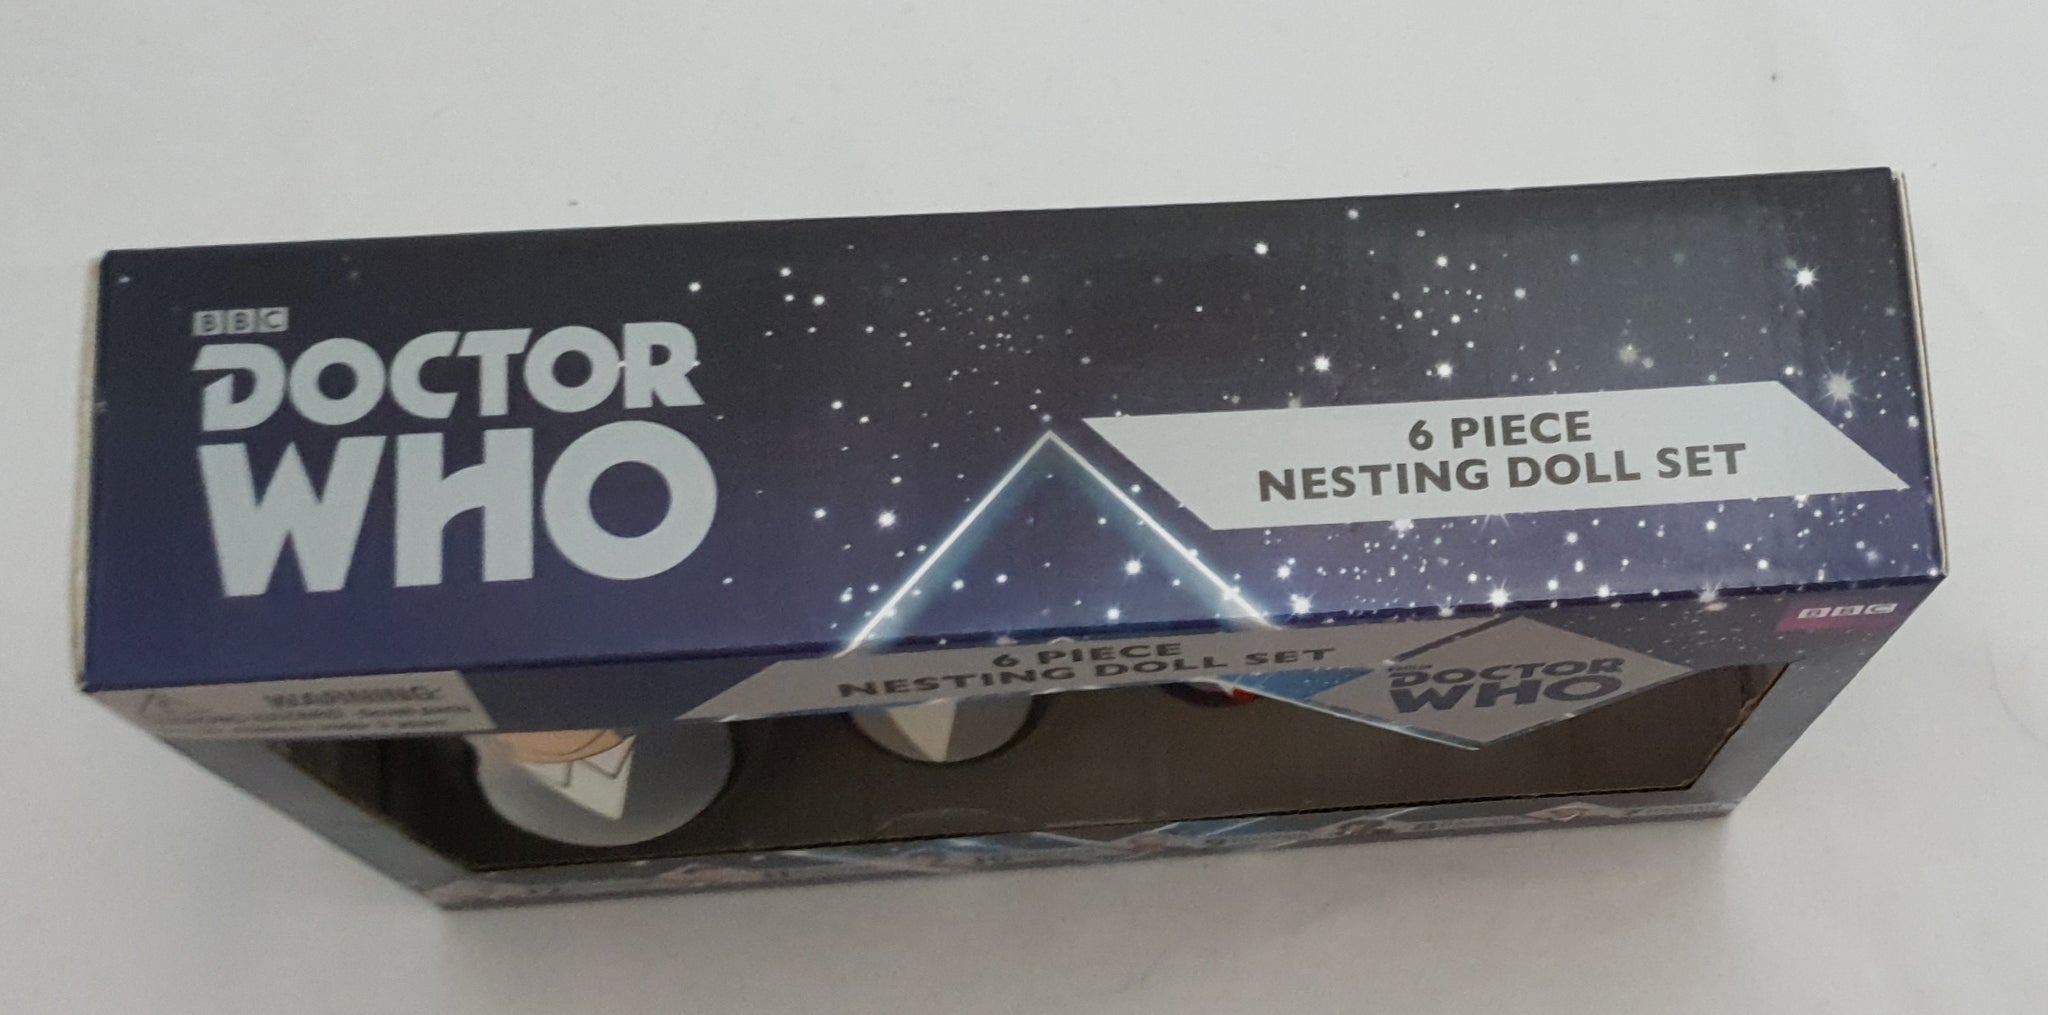 BBC
DOCTOR
WHO
6 PIECE
NESTING DOLL SET
6 PIECE
NESTING DOLL SET
BBC
DOCTOR
WHO
WARNING: